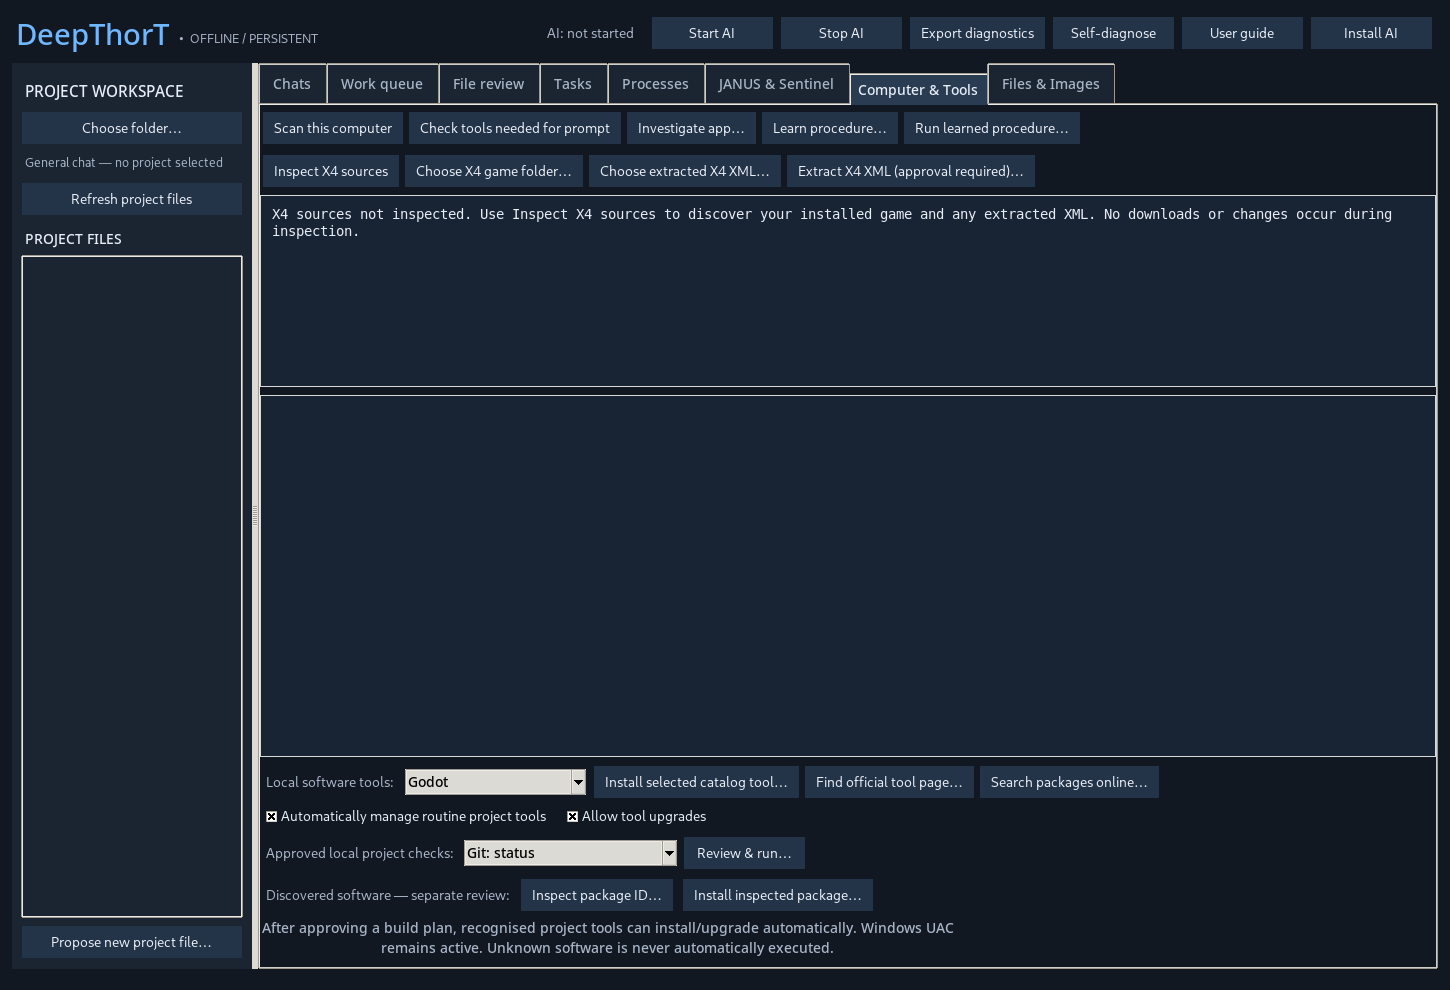 DeepThorT • OFFLINE / PERSISTENT
AI: not started
Start AI
Stop AI
Export diagnostics
Self-diagnose
User guide
Install AI
PROJECT WORKSPACE
Choose folder...
General chat — no project selected
Refresh project files
PROJECT FILES
Propose new project file...
Chats
Work queue
File review
Tasks
Processes
JANUS & Sentinel
Computer & Tools
Files & Images
Scan this computer
Check tools needed for prompt
Investigate app...
Learn procedure...
Run learned procedure...
Inspect X4 sources
Choose X4 game folder...
Choose extracted X4 XML...
Extract X4 XML (approval required)...
X4 sources not inspected. Use Inspect X4 sources to discover your installed game and any extracted XML. No downloads or changes occur during
inspection.
Local software tools:
Godot
Install selected catalog tool...
Find official tool page...
Search packages online...
Automatically manage routine project tools
Allow tool upgrades
Approved local project checks:
Git: status
Review & run...
Discovered software — separate review:
Inspect package ID...
Install inspected package...
After approving a build plan, recognised project tools can install/upgrade automatically. Windows UAC
remains active. Unknown software is never automatically executed.